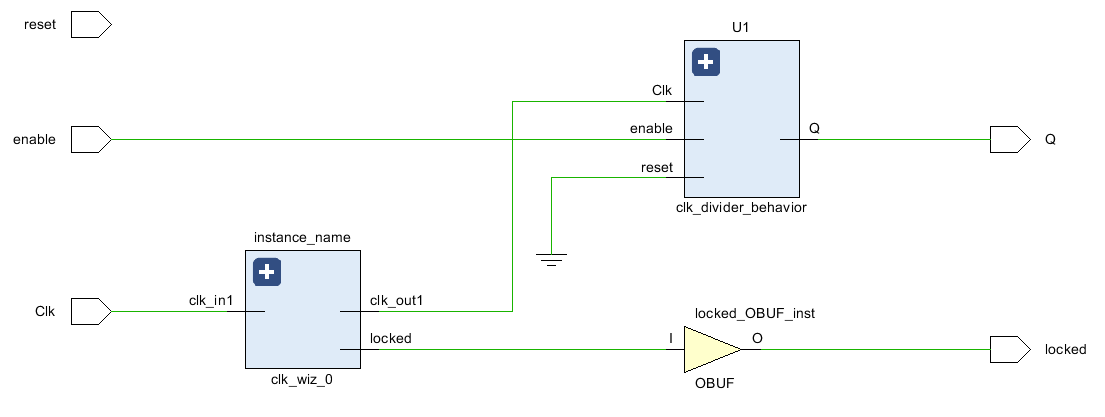 reset
U1
Clk
enable
enable
Q
Q
reset
clk_divider_behavior
instance_name
Clk
clk_in1
clk_out1
locked
clk_wiz_0
locked_OBUF_inst
I
O
locked
OBUF